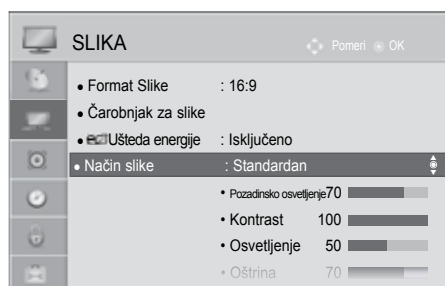 SLIKA
Pomeri OK
• Format Slike : 16:9
• Čarobnjak za slike
• Ušteda energije : Isključeno
• Način slike : Standardan
• Pozadinsko osvetljenje 70
• Kontrast 100
• Osvetljenje 50
• Oštrina 70